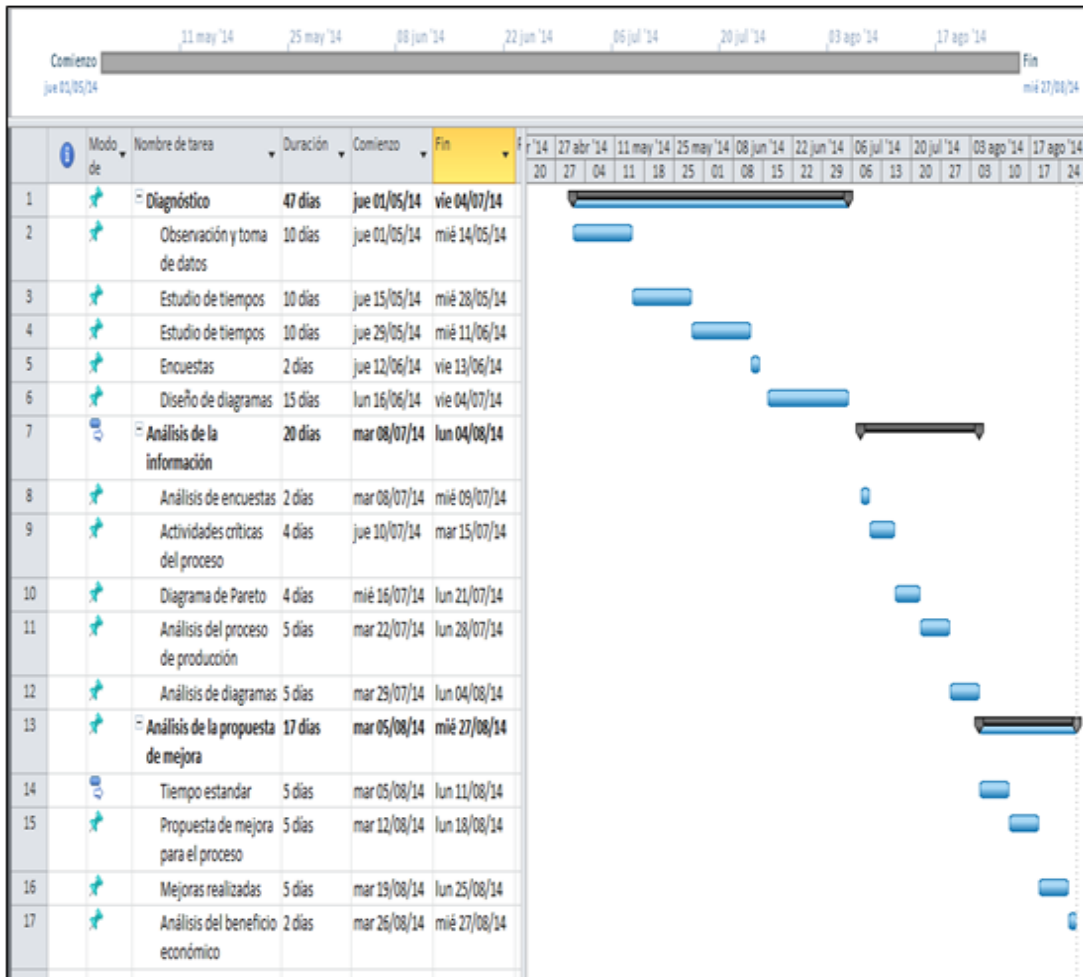 11 may '14 25 may '14 08 jun '14 22 jun '14 06 jul '14 20 jul '14 03 ago '14 17 ago '14
Comienzo Fin
jue 01/05/14 mié 27/08/14
Modo de Nombre de tarea Duración Comienzo Fin F r '14 27 abr '14 11 may '14 25 may '14 08 jun '14 22 jun '14 06 jul '14 20 jul '14 03 ago '14 17 ago '14
20 27 04 11 18 25 01 08 15 22 29 06 13 20 27 03 10 17 24
1 Diagnóstico 47 días jue 01/05/14 vie 04/07/14
2 Observación y toma 10 días jue 01/05/14 mié 14/05/14
de datos
3 Estudio de tiempos 10 días jue 15/05/14 mié 28/05/14
4 Estudio de tiempos 10 días jue 29/05/14 mié 11/06/14
5 Encuestas 2 días jue 12/06/14 vie 13/06/14
6 Diseño de diagramas 15 días lun 16/06/14 vie 04/07/14
7 Análisis de la 20 días mar 08/07/14 lun 04/08/14
información
8 Análisis de encuestas 2 días mar 08/07/14 mié 09/07/14
9 Actividades críticas 4 días jue 10/07/14 mar 15/07/14
del proceso
10 Diagrama de Pareto 4 días mié 16/07/14 lun 21/07/14
11 Análisis del proceso 5 días mar 22/07/14 lun 28/07/14
de producción
12 Análisis de diagramas 5 días mar 29/07/14 lun 04/08/14
13 Análisis de la propuesta 17 días mar 05/08/14 mié 27/08/14
de mejora
14 Tiempo estandar 5 días mar 05/08/14 lun 11/08/14
15 Propuesta de mejora 5 días mar 12/08/14 lun 18/08/14
para el proceso
16 Mejoras realizadas 5 días mar 19/08/14 lun 25/08/14
17 Análisis del beneficio 2 días mar 26/08/14 mié 27/08/14
económico